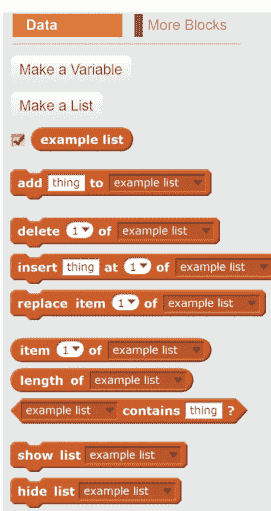 Data More Blocks
Make a Variable
Make a List
example list
add thing to example list
delete 1 of example list
insert thing at 1 of example list
replace item 1 of example list
item 1 of example list
length of example list
example list contains thing ?
show list example list
hide list example list